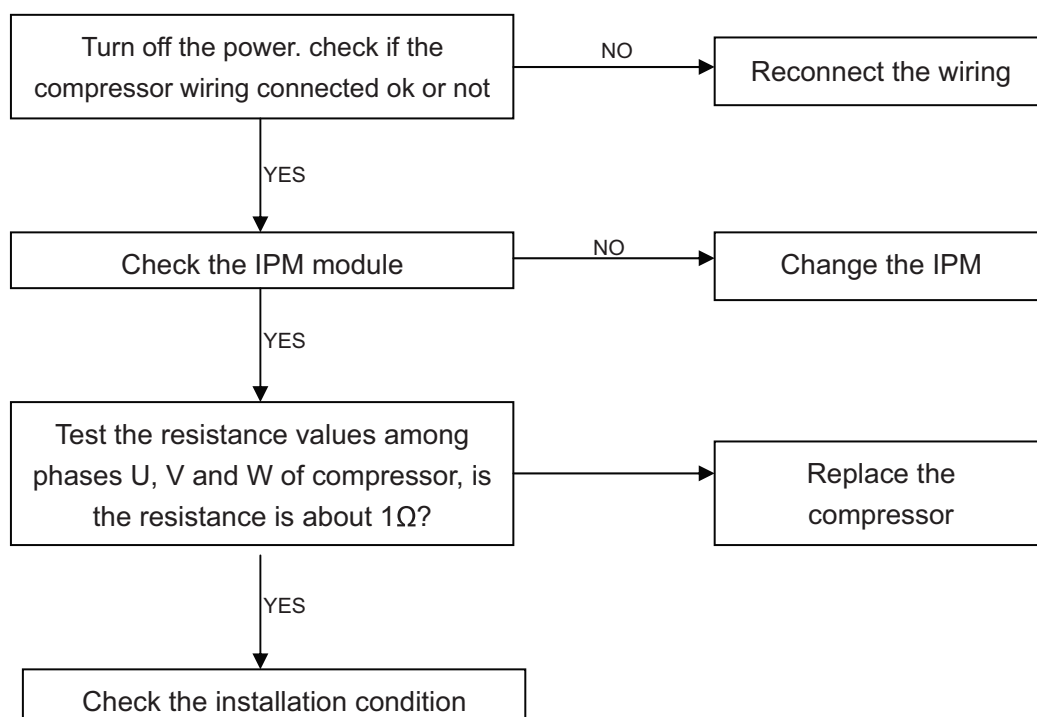 Turn off the power. check if the
compressor wiring connected ok or not
NO
Reconnect the wiring
YES
Check the IPM module
NO
Change the IPM
YES
Test the resistance values among
phases U, V and W of compressor, is
the resistance is about 1Ω?
Replace the
compressor
YES
Check the installation condition